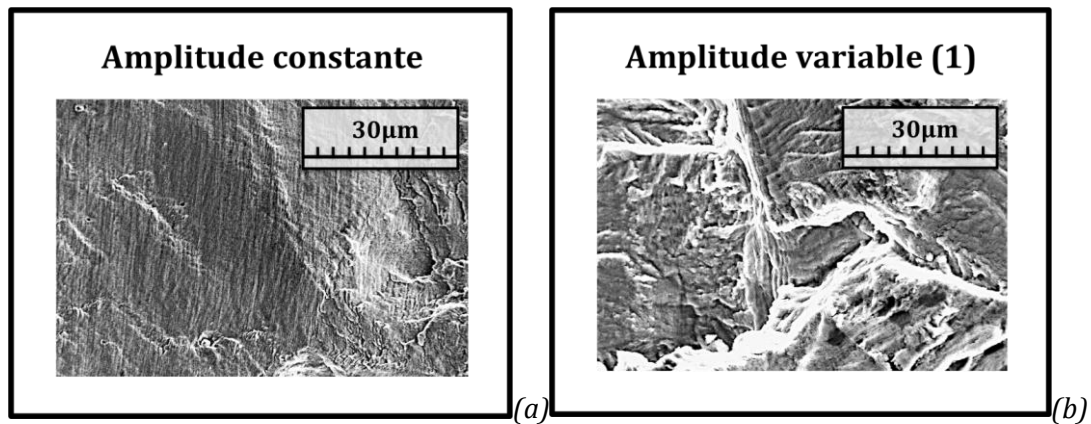 Amplitude constante
30µm
(a)
Amplitude variable (1)
30µm
(b)